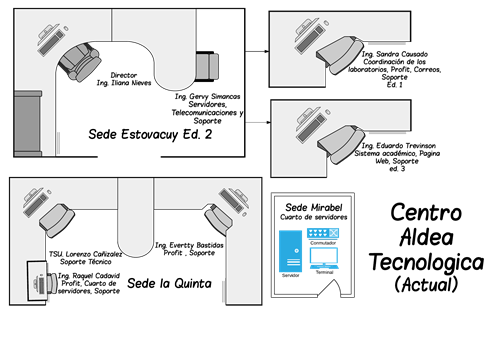 Director
Ing. Iliana Nieves
Ing. Gervy Simancas
Servidores,
Telecomunicaciones y
Soporte
Sede Estovacuy Ed. 2
Ing. Sandra Causado
Coordinación de los
laboratorios, Profit, Correos,
Soporte
Ed. 1
Ing. Eduardo Trevinson
Sistema académico, Pagina
Web, Soporte
ed. 3
TSU. Lorenzo Cañizalez
Soporte Técnico
Ing. Evertty Bastidas
Profit , Soporte
Ing. Raquel Cadavid
Profit, Cuarto de
servidores, Soporte
Sede la Quinta
Sede Mirabel
Cuarto de servidores
Conmutador
Servidor
Terminal
Centro
Aldea
Tecnologica
(Actual)